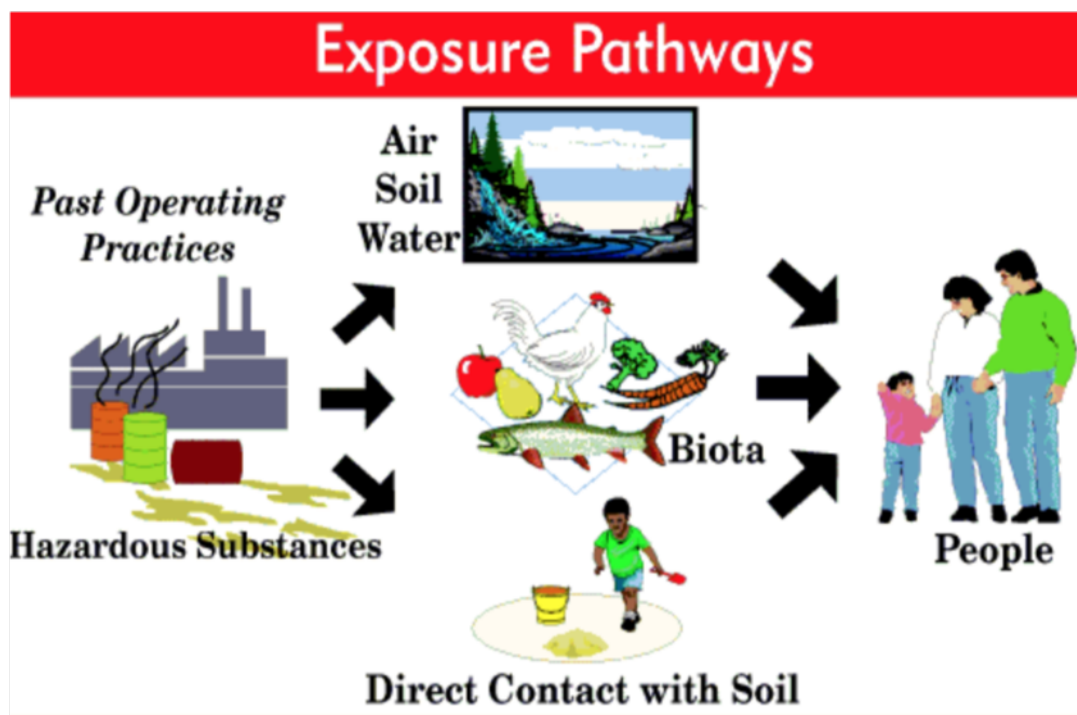 Exposure Pathways
Past Operating
Practices
Hazardous Substances
Air
Soil
Water
Biota
Direct Contact with Soil
People